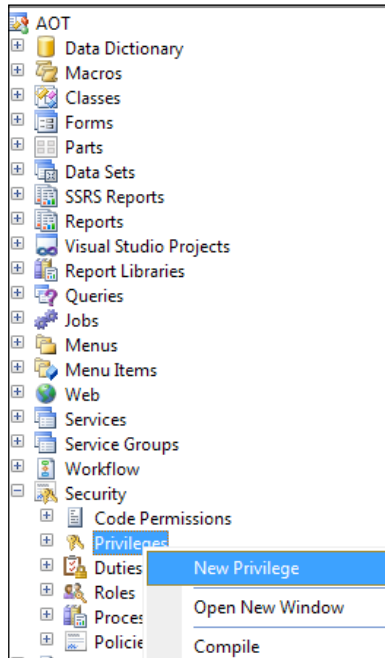 AOT
Data Dictionary
Macros
Classes
Forms
Parts
Data Sets
SSRS Reports
Reports
Visual Studio Projects
Report Libraries
Queries
Jobs
Menus
Menu Items
Web
Services
Service Groups
Workflow
Security
Code Permissions
Privileges
Duties
New Privilege
Roles
Open New Window
Proces
Policie
Compile